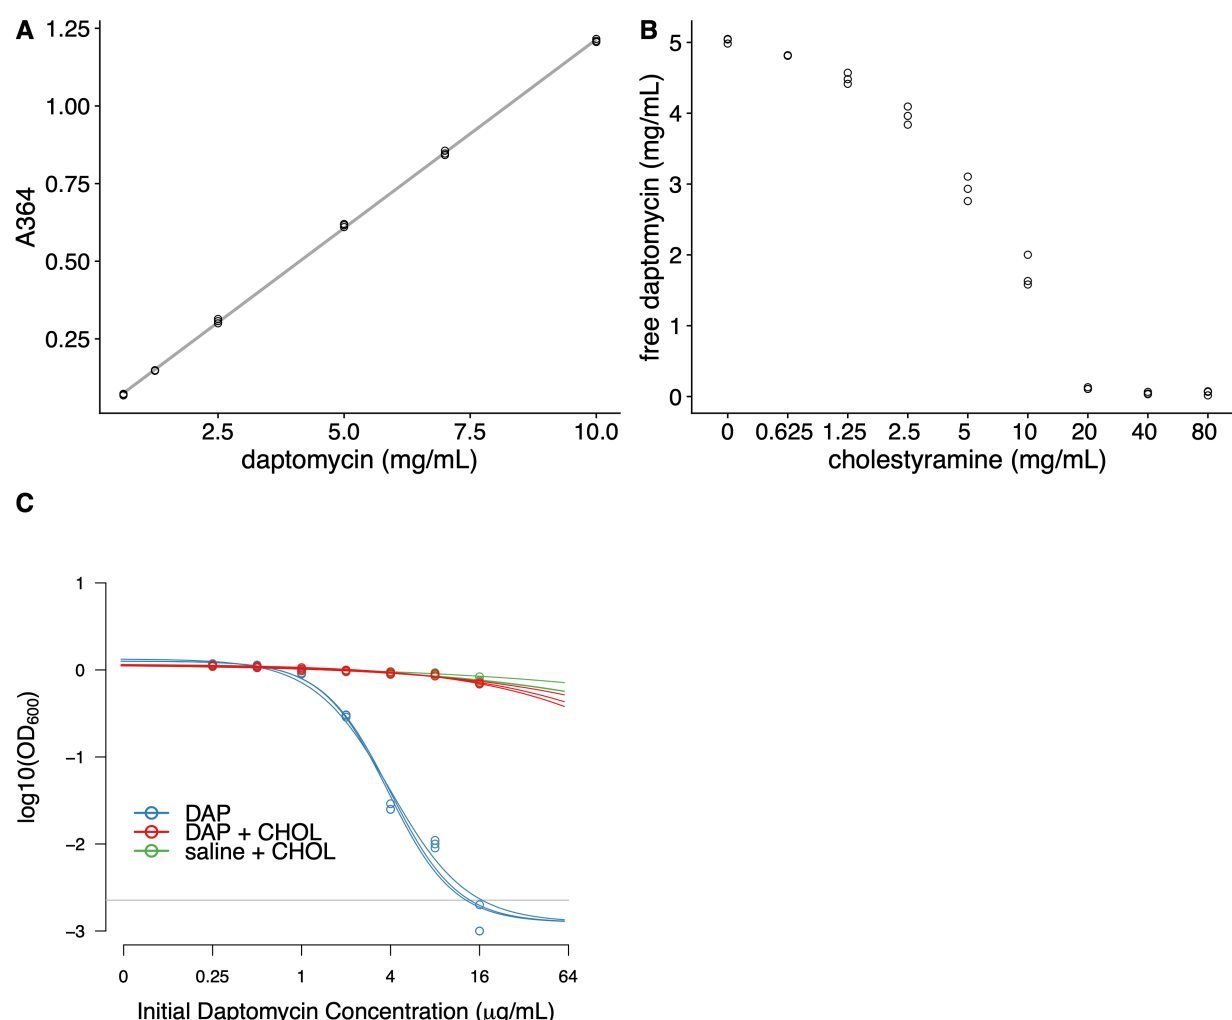 A
1.25
1.00
0.75
0.50
0.25
A364
2.5 5.0 7.5 10.0
daptomycin (mg/mL)
B
5
4
3
2
1
0
free daptomycin (mg/mL)
0 0.625 1.25 2.5 5 10 20 40 80
cholestyramine (mg/mL)
C
1
0
−1
−2
−3
log10(OD600)
DAP
DAP + CHOL
saline + CHOL
0 0.25 1 4 16 64
Initial Daptomycin Concentration (μg/mL)